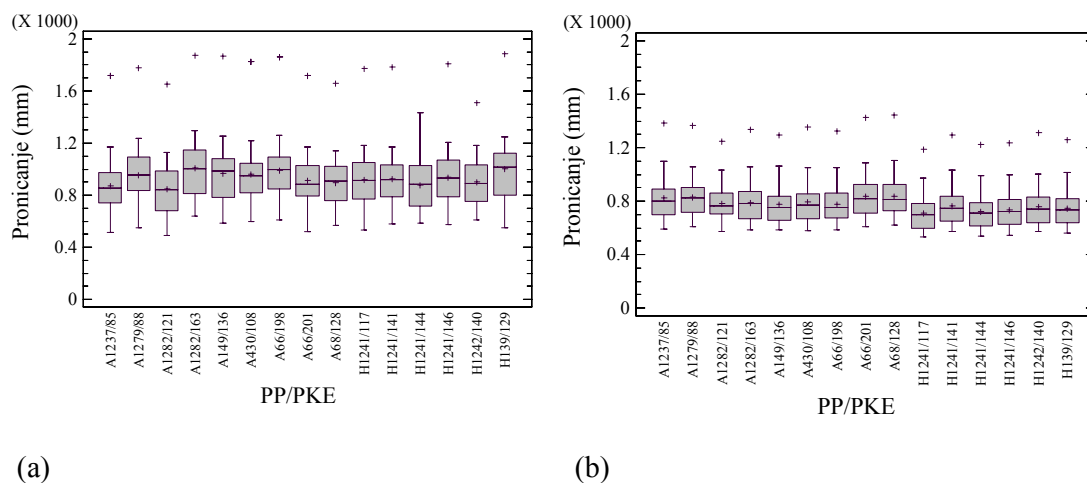 (X 1000)
2
1.6
1.2
0.8
0.4
0
Pronicanje (mm)
A1237/85
A1279/88
A1282/121
A1282/163
A149/136
A430/108
A66/198
A66/201
A68/128
H1241/117
H1241/141
H1241/144
H1241/146
H1242/140
H139/129
PP/PKE
(a)
(X 1000)
2
1.6
1.2
0.8
0.4
0
Pronicanje (mm)
A1237/85
A1279/88
A1282/121
A1282/163
A149/136
A430/108
A66/198
A66/201
A68/128
H1241/117
H1241/141
H1241/144
H1241/146
H1242/140
H139/129
PP/PKE
(b)